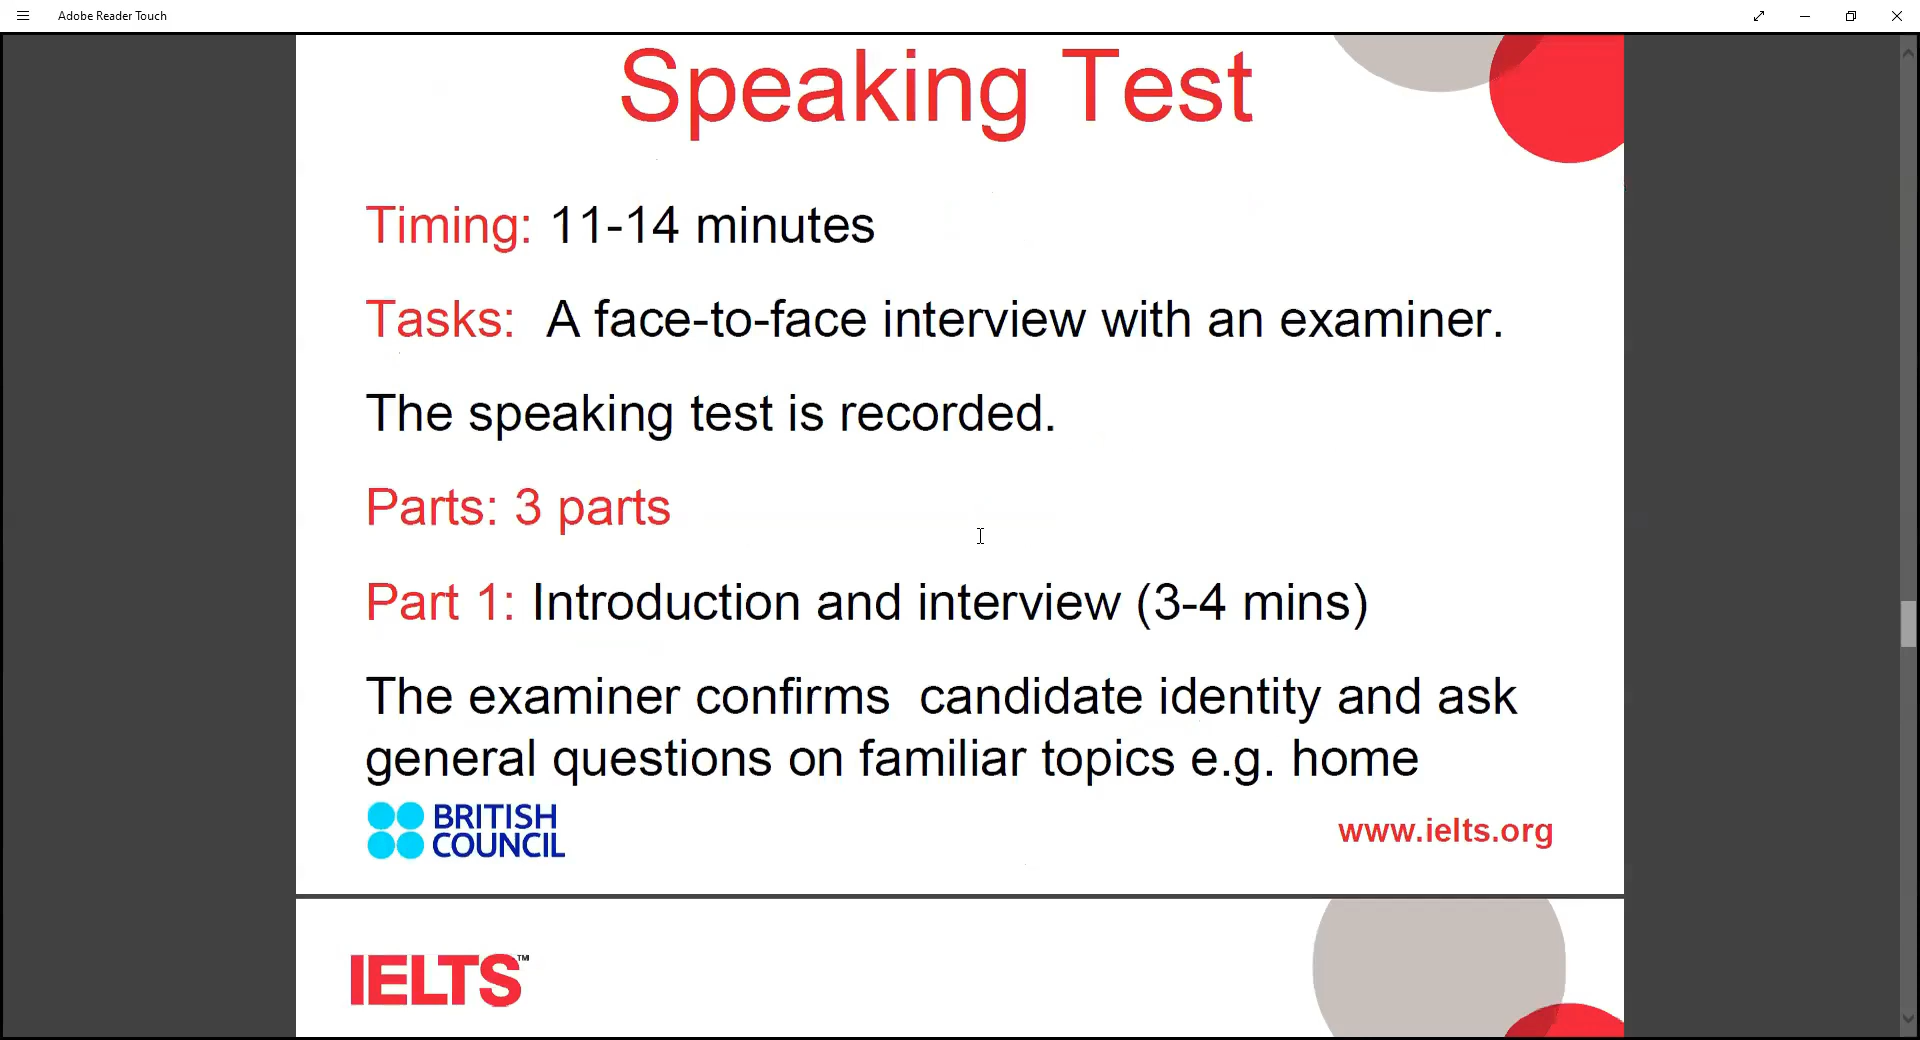 Adobe Reader Touch
Speaking Test
Timing: 11-14 minutes
Tasks: A face-to-face interview with an examiner.
The speaking test is recorded.
Parts: 3 parts
Part 1: Introduction and interview (3-4 mins)
The examiner confirms candidate identity and ask
general questions on familiar topics e.g. home
BRITISH
COUNCIL
www.ielts.org
IELTS™